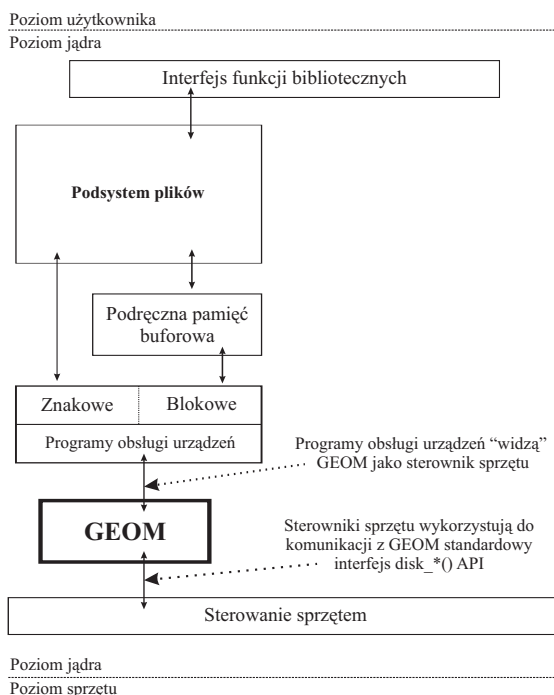 Poziom użytkownika
Poziom jądra
Interfejs funkcji bibliotecznych
Podsystem plików
Podręczna pamięć
buforowa
Znakowe
Blokowe
Programy obsługi urządzeń
Programy obsługi urządzeń “widzą”
GEOM jako sterownik sprzętu
GEOM
Sterowniki sprzętu wykorzystują do
komunikacji z GEOM standardowy
interfejs disk_*() API
Sterowanie sprzętem
Poziom jądra
Poziom sprzętu